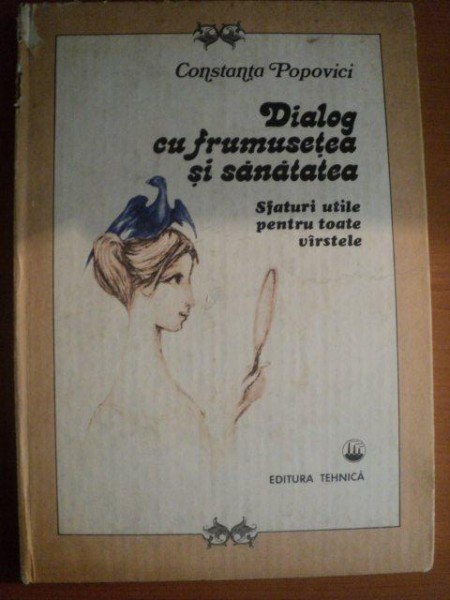 Constanța Popovici
Dialog
cu frumusețea
și sănătatea
Sfaturi utile
pentru toate
vîrstele
EDITURA TEHNICĂ